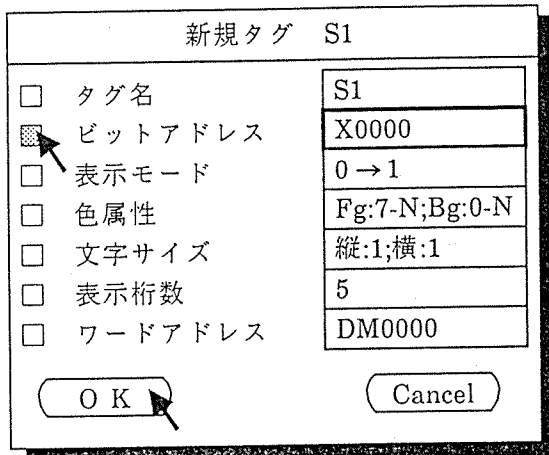 新規タグ S1
タグ名 S1
ビットアドレス X0000
表示モード 0→1
色属性 Fg:7-N;Bg:0-N
文字サイズ 縦:1;横:1
表示桁数 5
ワードアドレス DM0000
OK Cancel